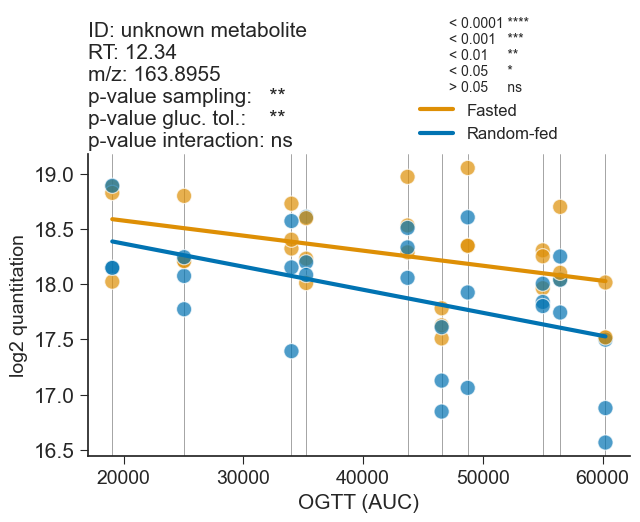 ID: unknown metabolite
RT: 12.34
m/z: 163.8955
p-value sampling: **
p-value gluc. tol.: **
p-value interaction: ns
< 0.0001 ****
< 0.001 ***
< 0.01 **
< 0.05 *
> 0.05 ns
Fasted
Random-fed
log2 quantitation
19.0
18.5
18.0
17.5
17.0
16.5
20000 30000 40000 50000 60000
OGTT (AUC)